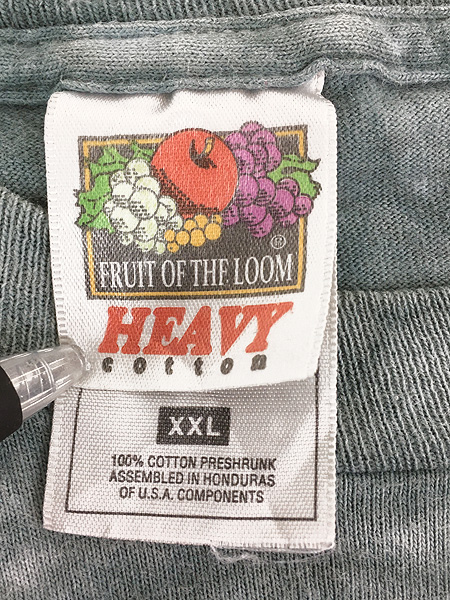 ®
FRUIT OF THE LOOM
HEAVY
cotton
XXL
100% COTTON PRESHRUNK
ASSEMBLED IN HONDURAS
OF U.S.A. COMPONENTS